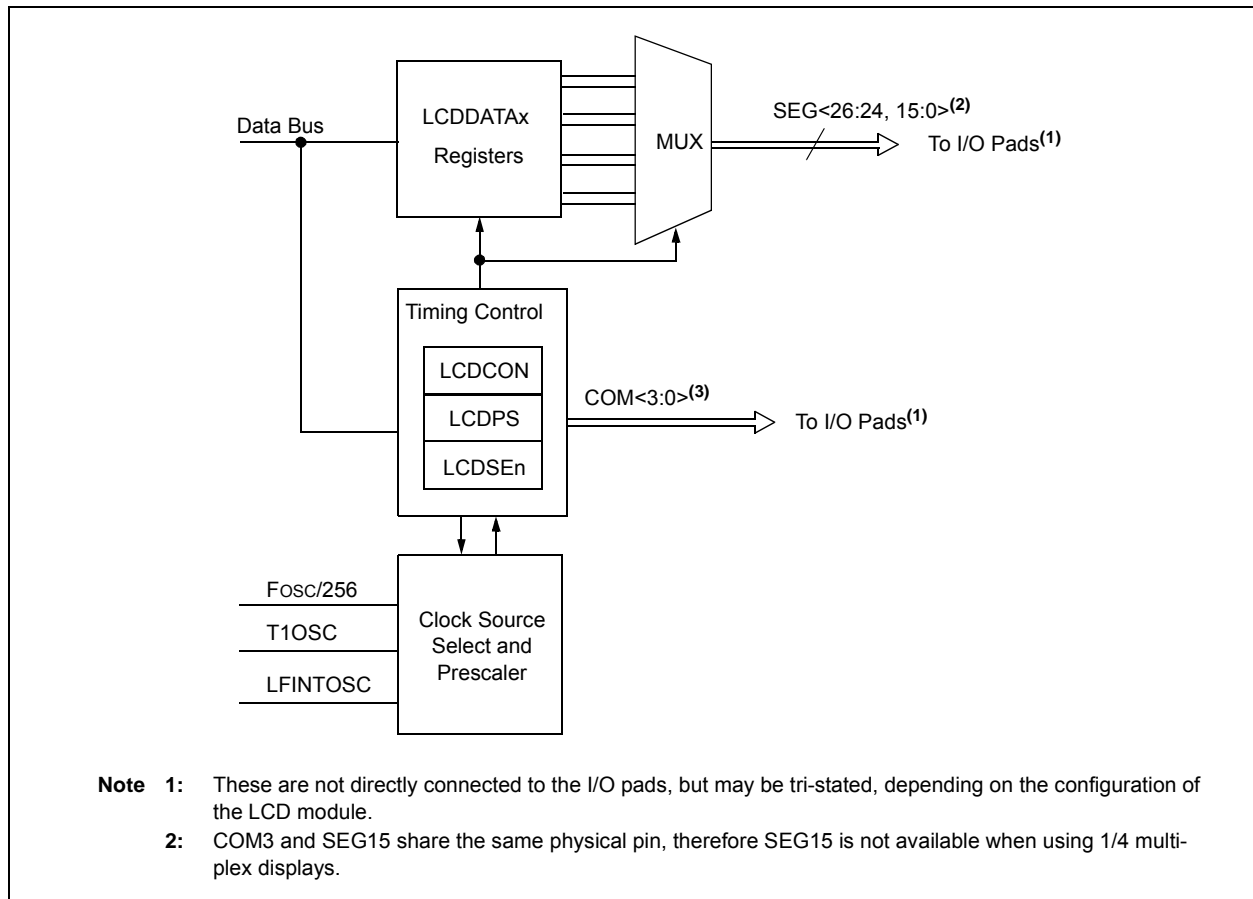 LCDDATAx
Registers
Data Bus
MUX
SEG<26:24, 15:0>(2)
To I/O Pads(1)
Timing Control
LCDCON
LCDPS
LCDSEn
COM<3:0>(3)
To I/O Pads(1)
FOSC/256
T1OSC
LFINTOSC
Clock Source
Select and
Prescaler
Note 1: These are not directly connected to the I/O pads, but may be tri-stated, depending on the configuration of
the LCD module.
2: COM3 and SEG15 share the same physical pin, therefore SEG15 is not available when using 1/4 multi-
plex displays.